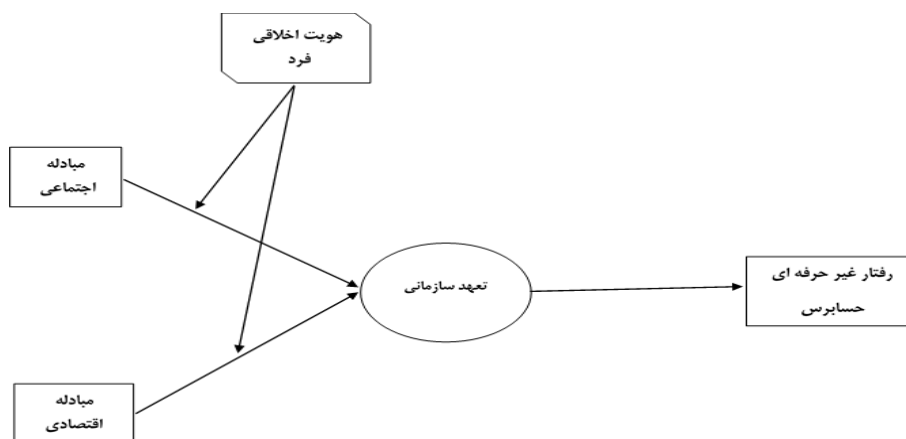 هویت اخلاقی
فرد
مبادله
اجتماعی
تعهد سازمانی
رفتار غیر حرفه ای
حسابرس
مبادله
اقتصادی